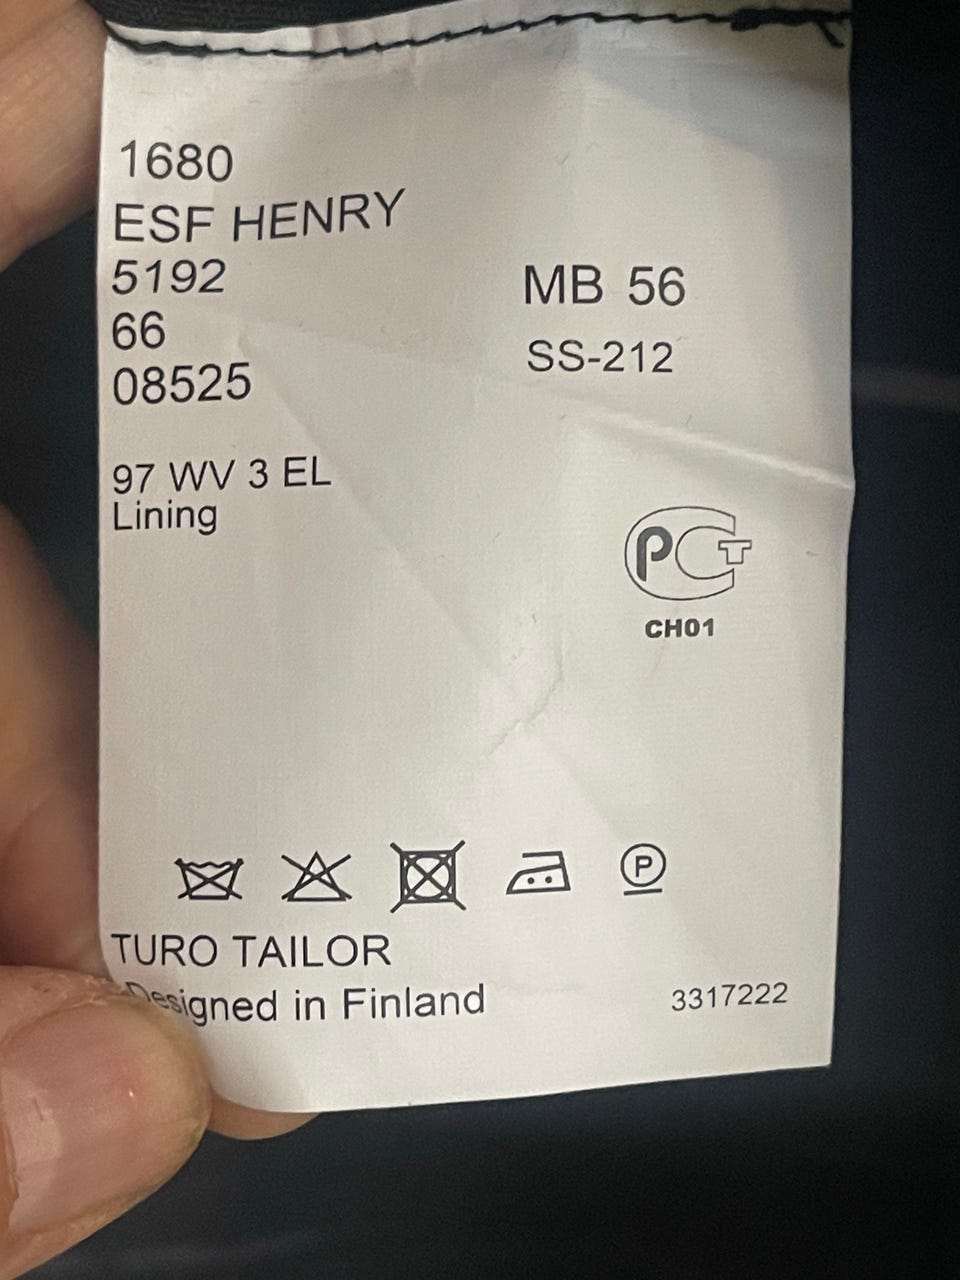 1680
ESF HENRY
5192
66
08525
MB 56
SS-212
97 WV 3 EL
Lining
РСТ
CH01
P
TURO TAILOR
Designed in Finland
3317222